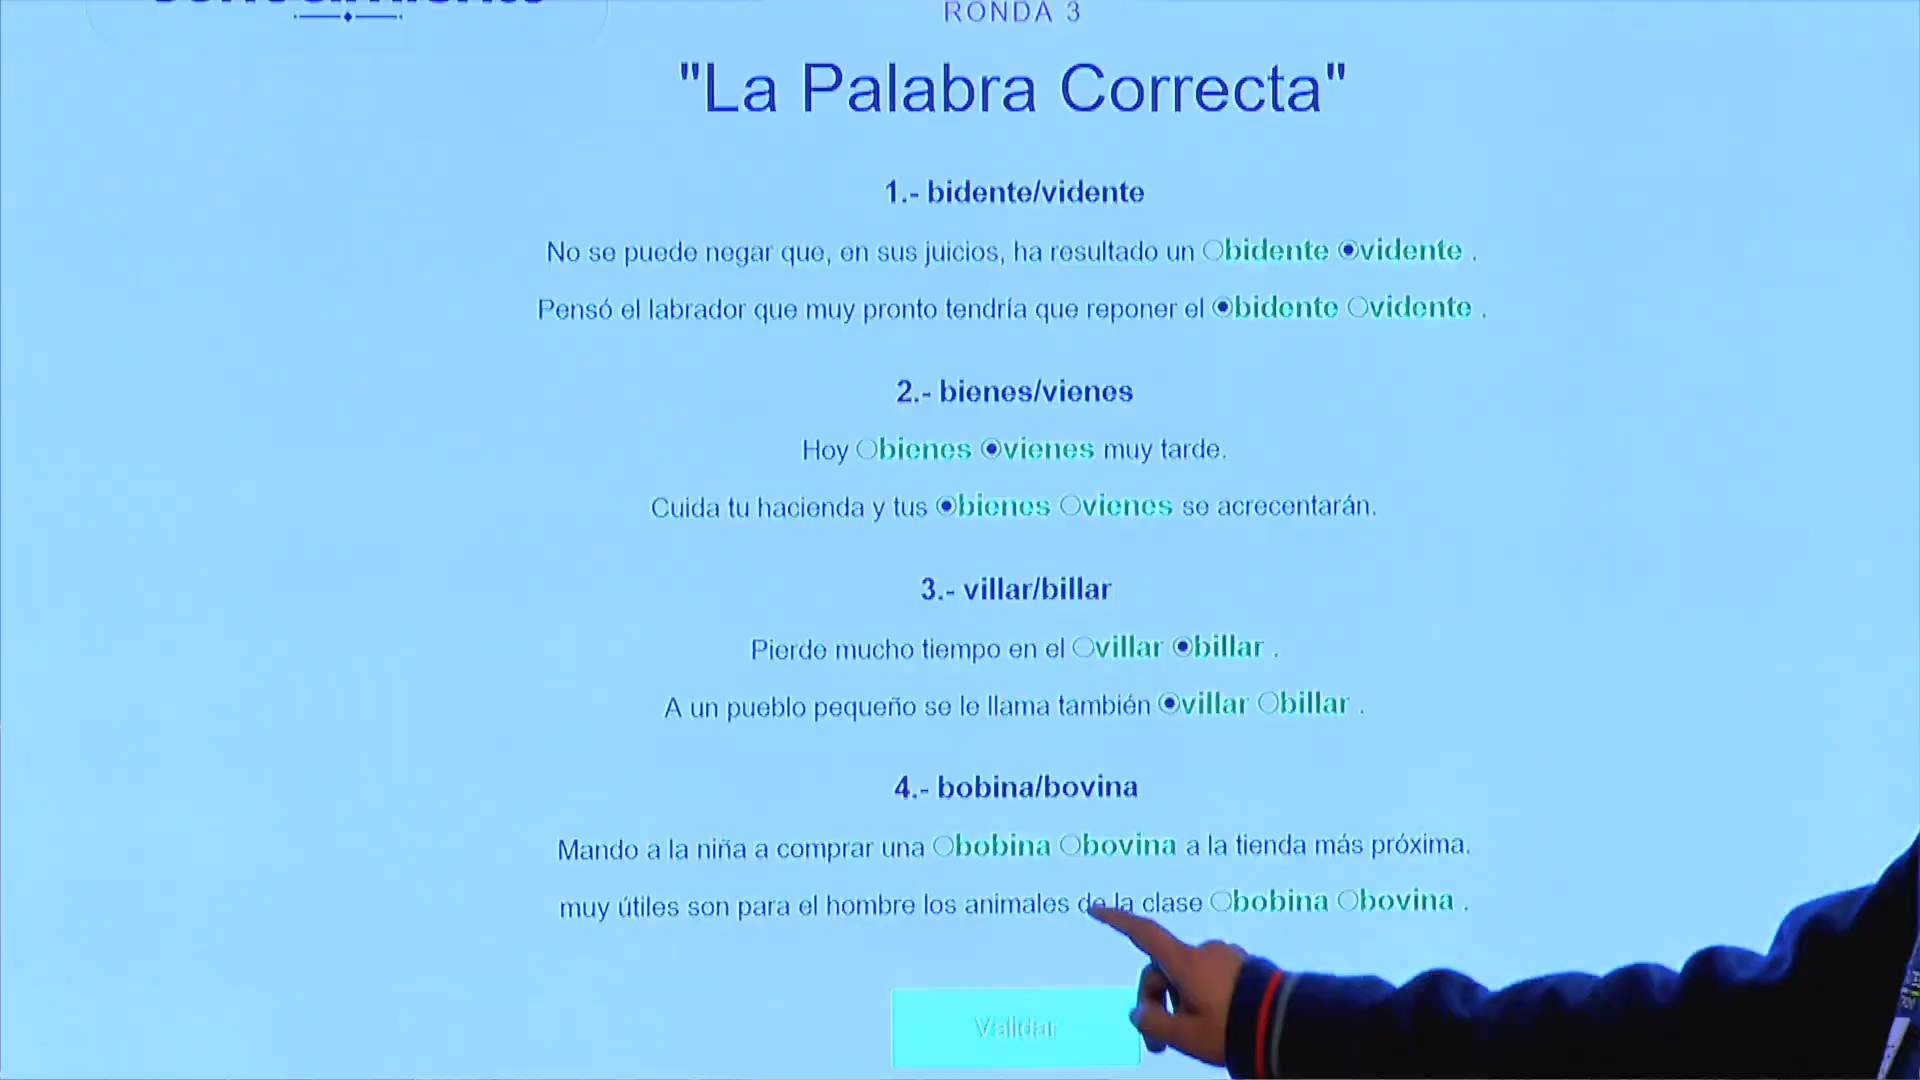 RONDA 3
"La Palabra Correcta"
1.- bidente/vidente
No se puede negar que, en sus juicios, ha resultado un bidente vidente .
Pensó el labrador que muy pronto tendría que reponer el bidente vidente .
2.- bienes/vienes
Hoy bienes vienes muy tarde.
Cuida tu hacienda y tus bienes vienes se acrecentarán.
3.- villar/billar
Pierde mucho tiempo en el villar billar .
A un pueblo pequeño se le llama también villar billar .
4.- bobina/bovina
Mando a la niña a comprar una bobina bovina a la tienda más próxima.
muy útiles son para el hombre los animales de la clase bobina bovina .
Validar